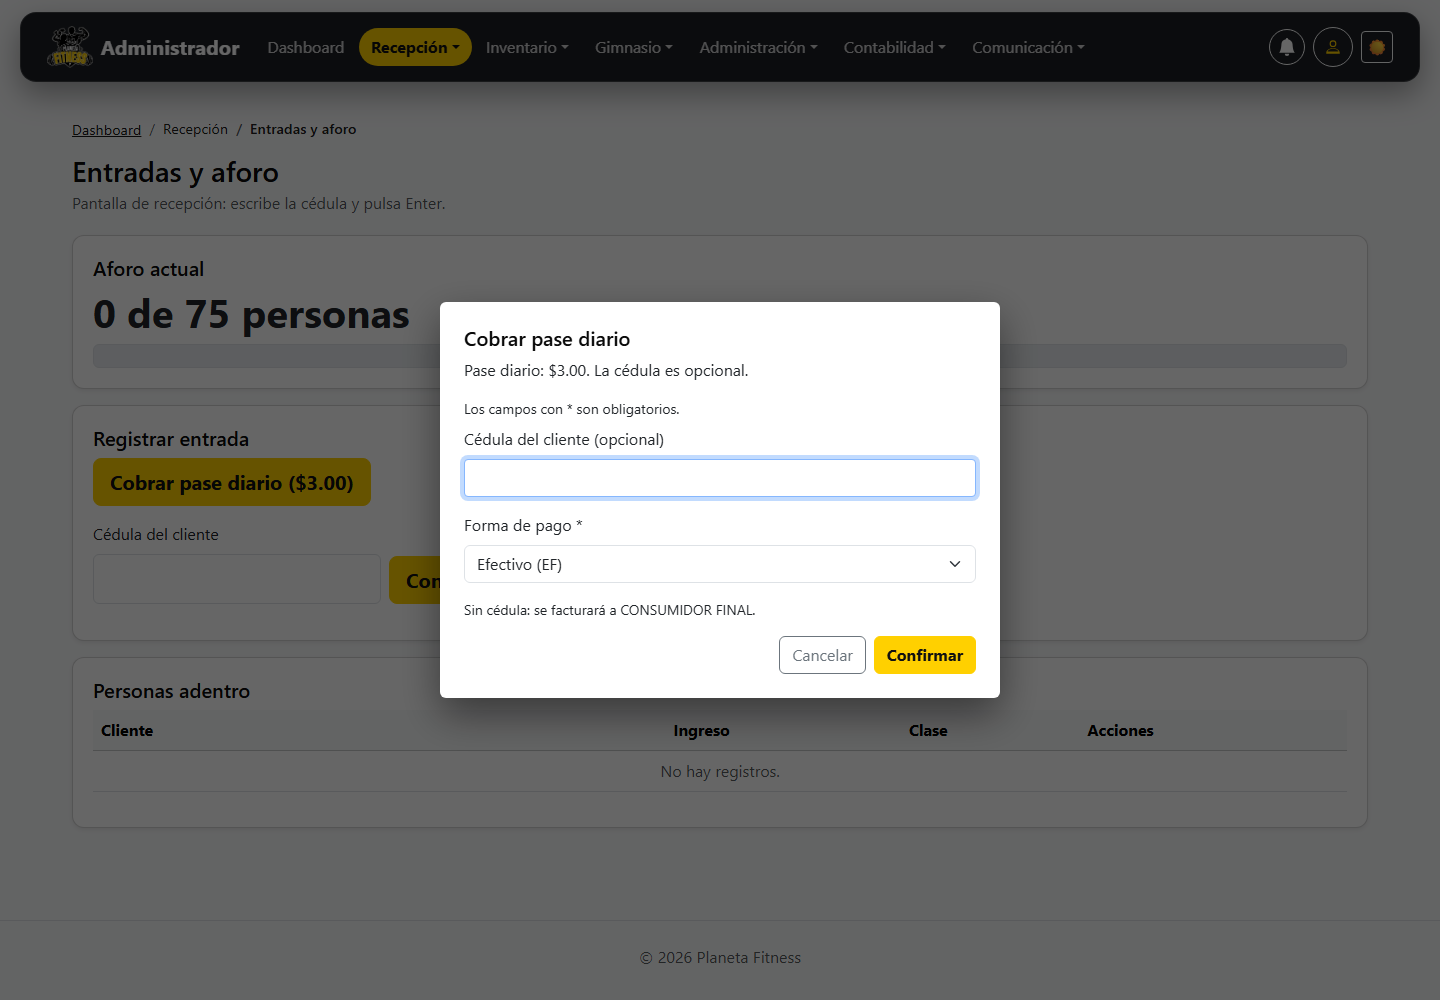 Administrador
Dashboard
Recepción
Inventario
Gimnasio
Administración
Contabilidad
Comunicación
Dashboard / Recepción / Entradas y aforo
Entradas y aforo
Pantalla de recepción: escribe la cédula y pulsa Enter.
Aforo actual
0 de 75 personas
Registrar entrada
Cobrar pase diario ($3.00)
Cédula del cliente
Con
Cobrar pase diario
Pase diario: $3.00. La cédula es opcional.
Los campos con * son obligatorios.
Cédula del cliente (opcional)
Forma de pago *
Efectivo (EF)
Sin cédula: se facturará a CONSUMIDOR FINAL.
Cancelar
Confirmar
Personas adentro
Cliente Ingreso Clase Acciones
No hay registros.
© 2026 Planeta Fitness